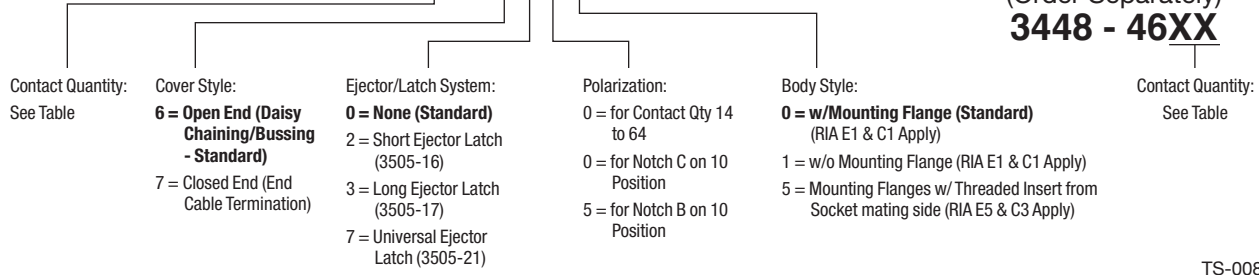 (Order Separately)
3448 - 46XX
Contact Quantity:
See Table
Cover Style:
6 = Open End (Daisy
Chaining/Bussing
- Standard)
7 = Closed End (End
Cable Termination)
Ejector/Latch System:
0 = None (Standard)
2 = Short Ejector Latch
(3505-16)
3 = Long Ejector Latch
(3505-17)
7 = Universal Ejector
Latch (3505-21)
Polarization:
0 = for Contact Qty 14
to 64
0 = for Notch C on 10
Position
5 = for Notch B on 10
Position
Body Style:
0 = w/Mounting Flange (Standard)
(RIA E1 & C1 Apply)
1 = w/o Mounting Flange (RIA E1 & C1 Apply)
5 = Mounting Flanges w/ Threaded Insert from
Socket mating side (RIA E5 & C3 Apply)
Contact Quantity:
See Table
TS-008